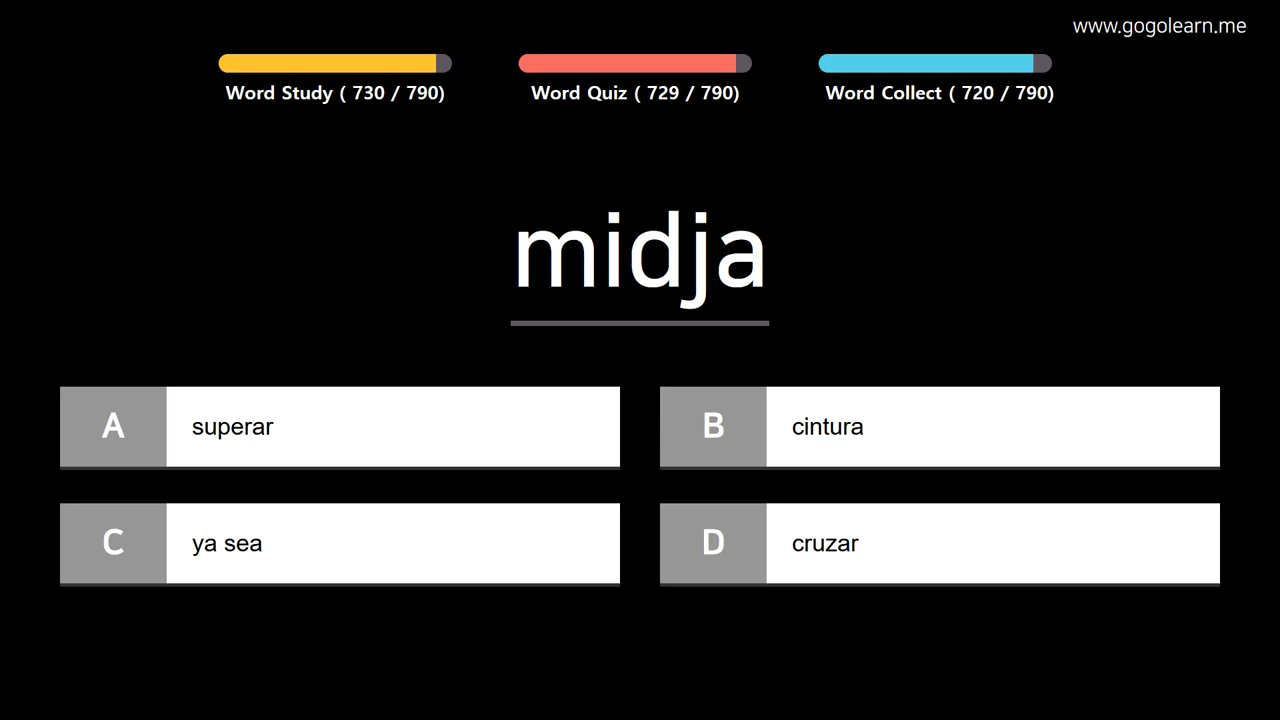 www.gogolearn.me
Word Study ( 730 / 790)
Word Quiz ( 729 / 790)
Word Collect ( 720 / 790)
midja
A superar
B cintura
C ya sea
D cruzar